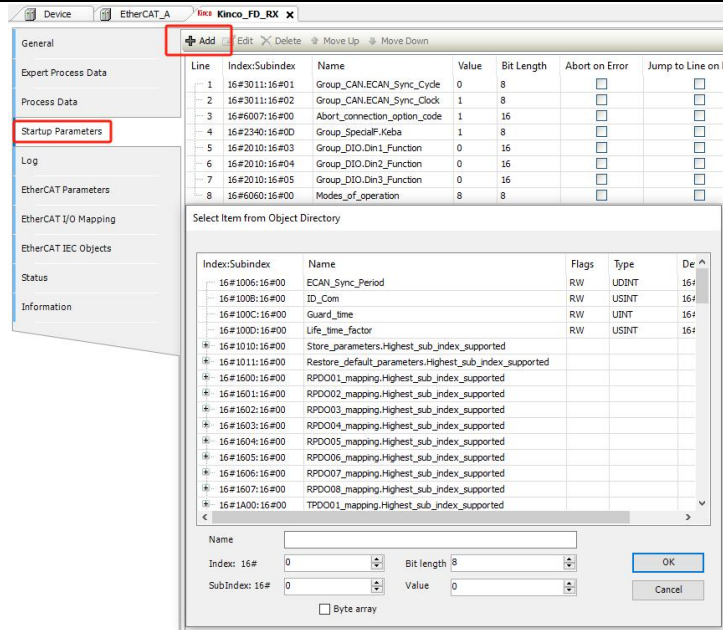 Device EtherCAT_A Kinco Kinco_FD_RX
General
Expert Process Data
Process Data
Startup Parameters
Log
EtherCAT Parameters
EtherCAT I/O Mapping
EtherCAT IEC Objects
Status
Information
Add Edit Delete Move Up Move Down
Line Index:Subindex Name Value Bit Length Abort on Error Jump to Line on
1 16#3011:16#01 Group_CAN.ECAN_Sync_Cycle 0 8
2 16#3011:16#02 Group_CAN.ECAN_Sync_Clock 1 8
3 16#6007:16#00 Abort_connection_option_code 1 16
4 16#2340:16#0D Group_SpecialF.Keba 1 8
5 16#2010:16#03 Group_DIO.Din1_Function 0 16
6 16#2010:16#04 Group_DIO.Din2_Function 0 16
7 16#2010:16#05 Group_DIO.Din3_Function 0 16
8 16#6060:16#00 Modes_of_operation 8 8
Select Item from Object Directory
Index:Subindex Name Flags Type
16#1006:16#00 ECAN_Sync_Period RW UDINT
16#100B:16#00 ID_Com RW USINT
16#100C:16#00 Guard_time RW UINT
16#100D:16#00 Life_time_factor RW USINT
16#1010:16#00 Store_parameters.Highest_sub_index_supported
16#1011:16#00 Restore_default_parameters.Highest_sub_index_supported
16#1600:16#00 RPDO01_mapping.Highest_sub_index_supported
16#1601:16#00 RPDO02_mapping.Highest_sub_index_supported
16#1602:16#00 RPDO03_mapping.Highest_sub_index_supported
16#1603:16#00 RPDO04_mapping.Highest_sub_index_supported
16#1604:16#00 RPDO05_mapping.Highest_sub_index_supported
16#1605:16#00 RPDO06_mapping.Highest_sub_index_supported
16#1606:16#00 RPDO07_mapping.Highest_sub_index_supported
16#1607:16#00 RPDO08_mapping.Highest_sub_index_supported
16#1A00:16#00 TPDO01_mapping.Highest_sub_index_supported
Name
Index: 16# 0 Bit length 8 OK
SubIndex: 16# 0 Value 0 Cancel
Byte array